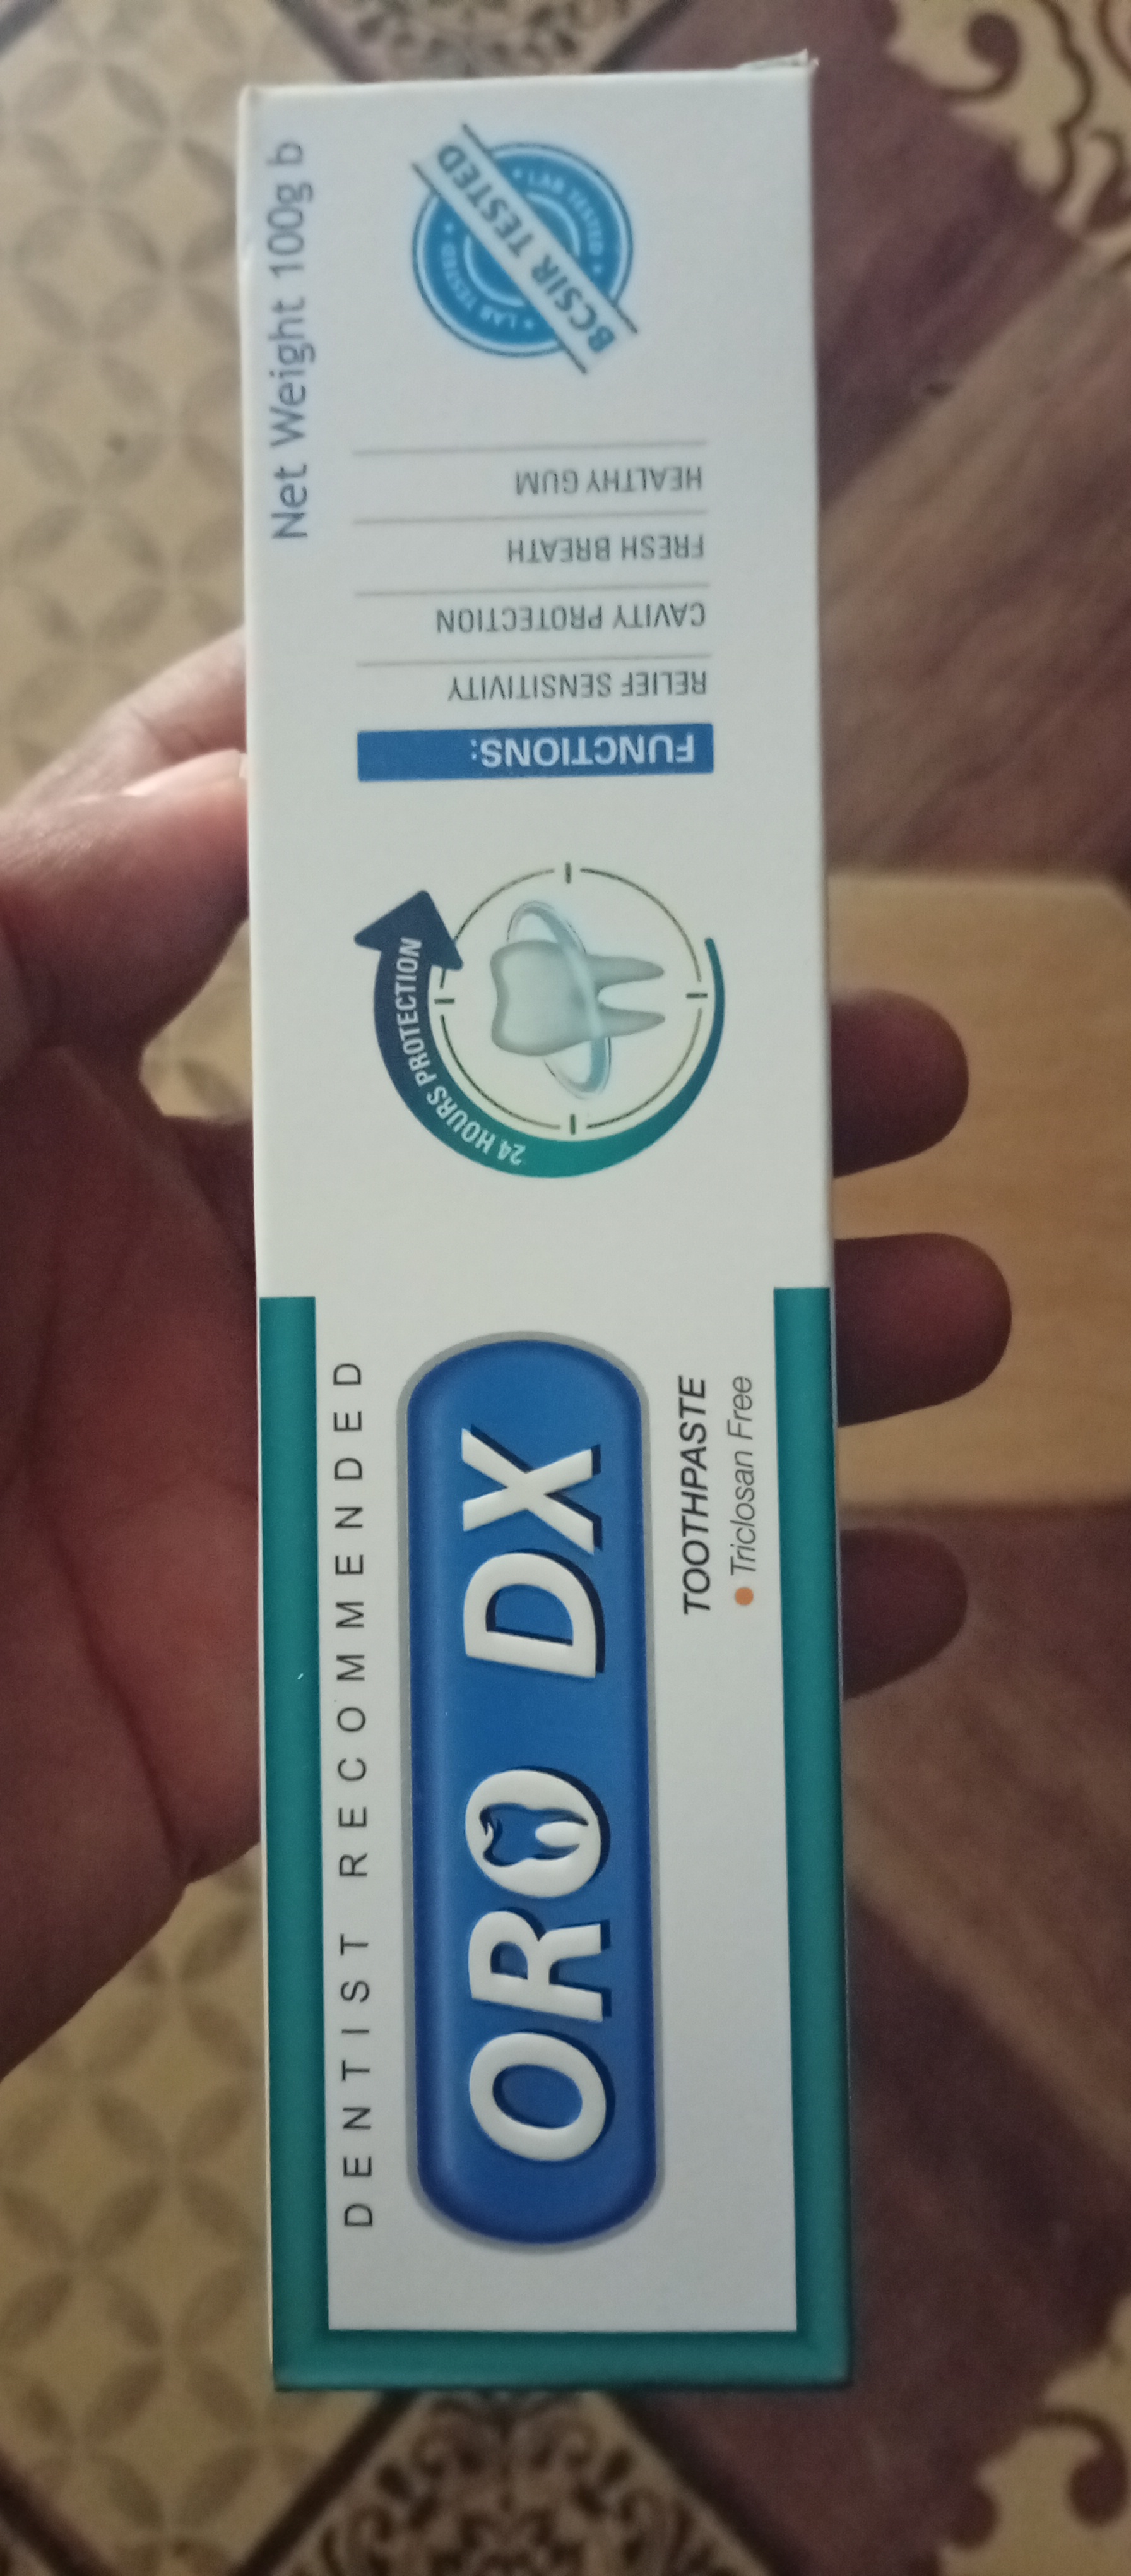 DENTIST RECOMMENDED
ORO DX
TOOTHPASTE
Triclosan Free
24 HOURS PROTECTION
FUNCTIONS:
RELIEF SENSITIVITY
CAVITY PROTECTION
FRESH BREATH
HEALTHY GUM
Net Weight 100g b
LAB TESTED
BCSIR TESTED
LAB TESTED